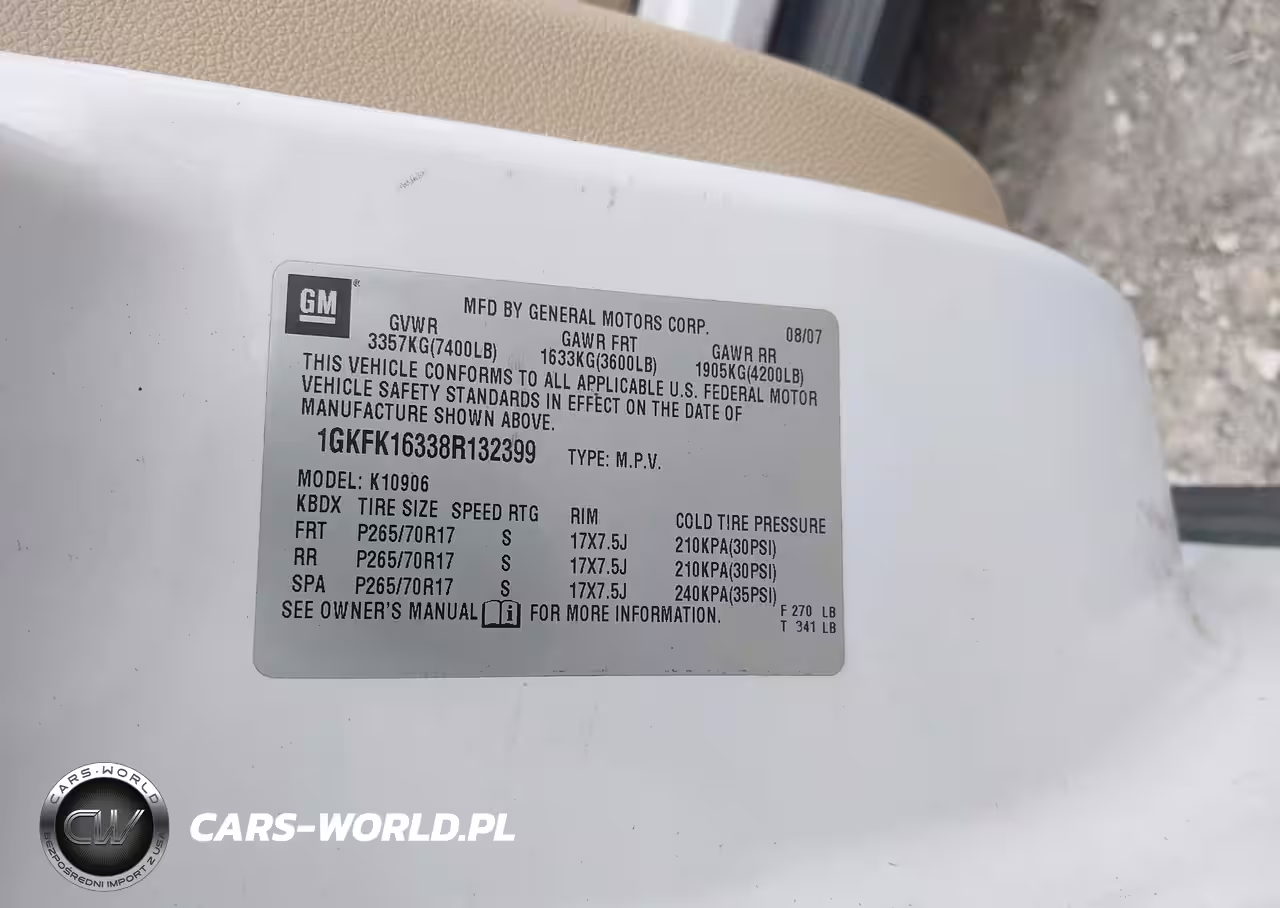 GM®
MFD BY GENERAL MOTORS CORP. 08/07
GVWR GAWR FRT GAWR RR
3357KG(7400LB) 1633KG(3600LB) 1905KG(4200LB)
THIS VEHICLE CONFORMS TO ALL APPLICABLE U.S. FEDERAL MOTOR
VEHICLE SAFETY STANDARDS IN EFFECT ON THE DATE OF
MANUFACTURE SHOWN ABOVE.
1GKFK16338R132399 TYPE: M.P.V.
MODEL: K10906
KBDX TIRE SIZE SPEED RTG RIM COLD TIRE PRESSURE
FRT P265/70R17 S 17X7.5J 210KPA(30PSI)
RR P265/70R17 S 17X7.5J 210KPA(30PSI)
SPA P265/70R17 S 17X7.5J 240KPA(35PSI)
SEE OWNER'S MANUAL i FOR MORE INFORMATION.
F 270 LB
T 341 LB
CARS-WORLD
CW
BEZPOŚREDNI IMPORT Z USA
CARS-WORLD.PL